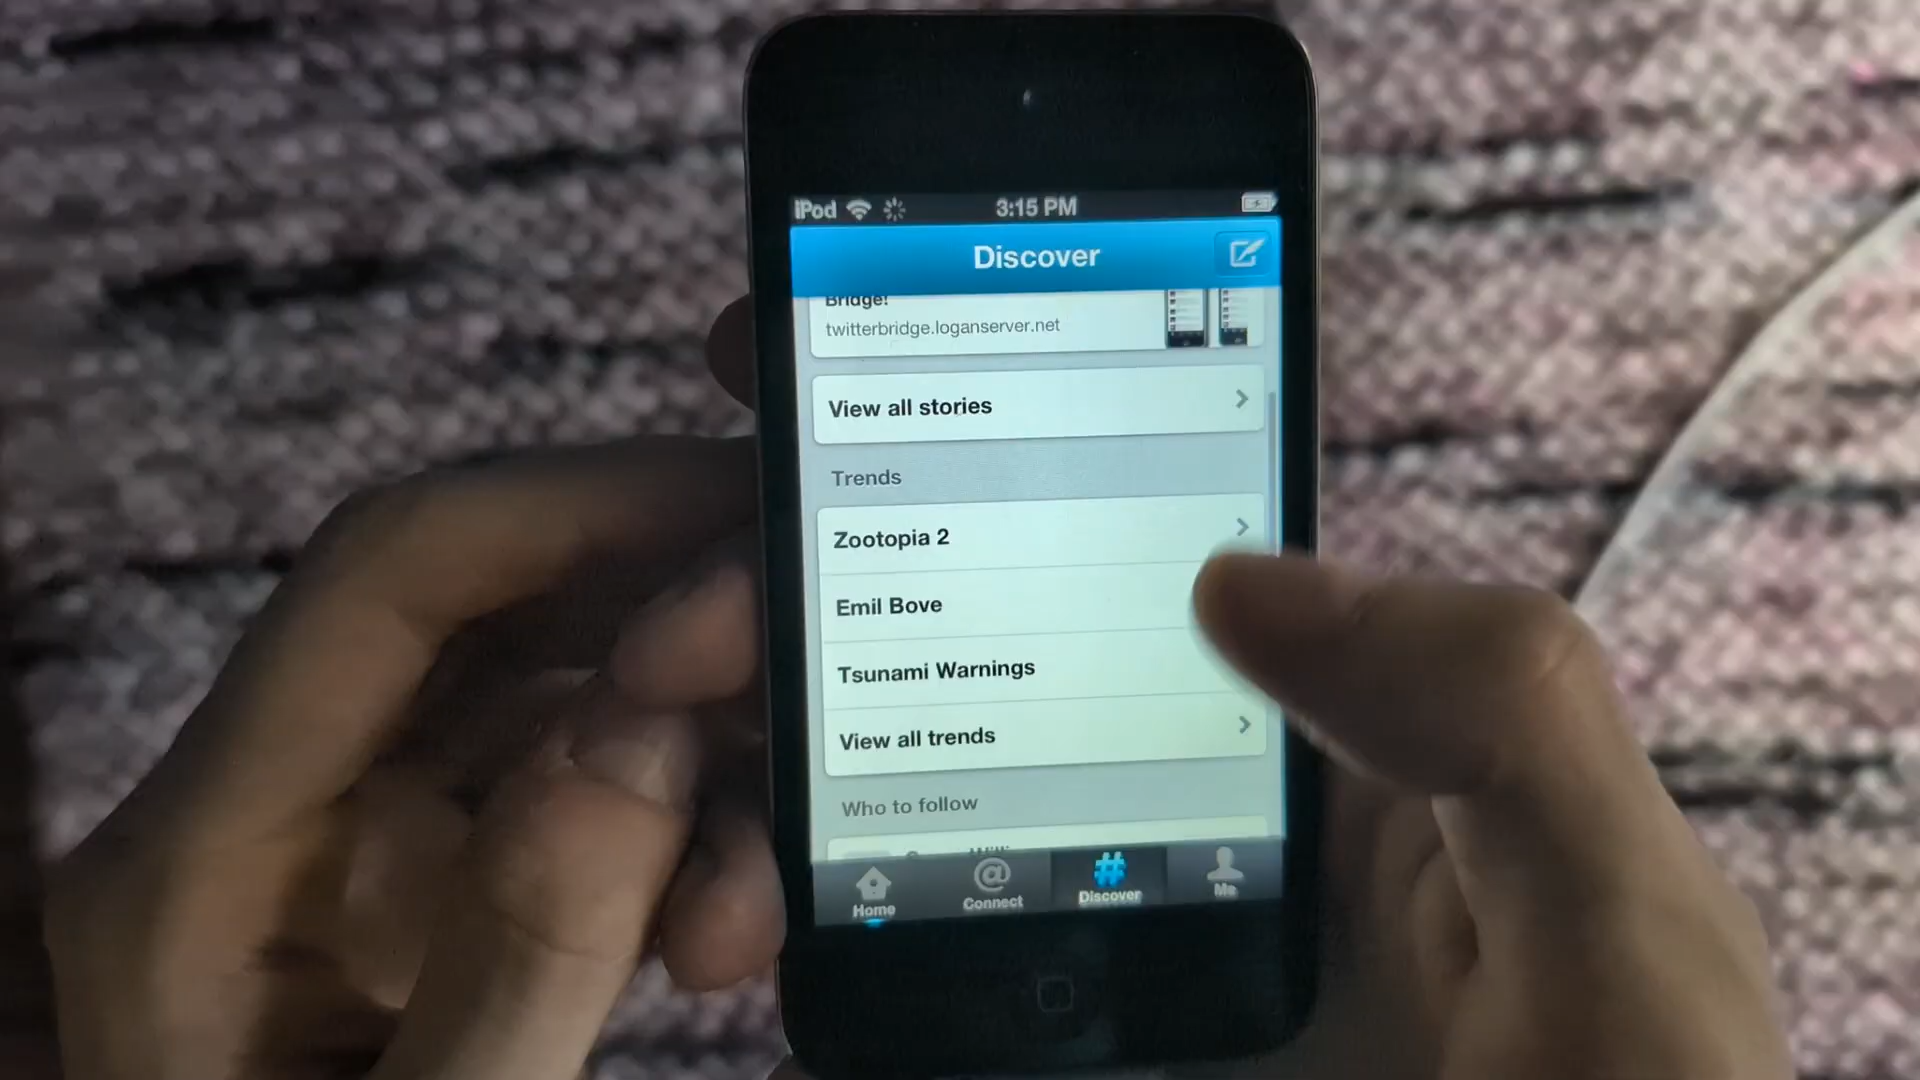 iPod 3:15 PM
Discover
Bridge!
twitterbridge.loganserver.net
View all stories
Trends
Zootopia 2
Emil Bove
Tsunami Warnings
View all trends
Who to follow
Home
@
Connect
#
Discover
Me